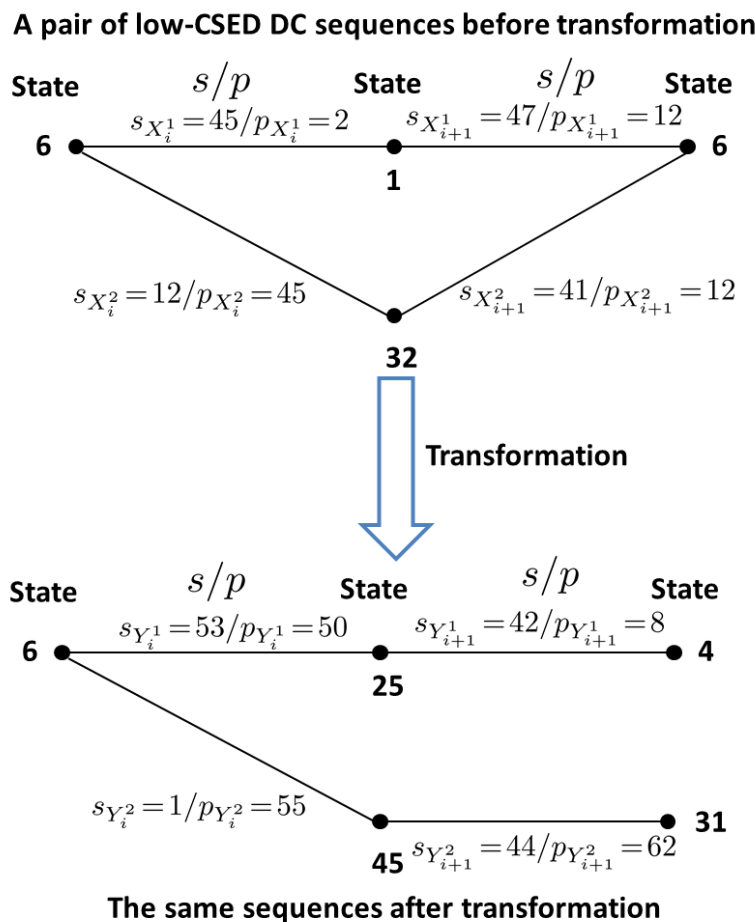 A pair of low-CSED DC sequences before transformation
State s/p State s/p State
s_{X_i^1} = 45/p_{X_i^1} = 2 s_{X_{i+1}^1} = 47/p_{X_{i+1}^1} = 12
6 6
1
s_{X_i^2} = 12/p_{X_i^2} = 45 s_{X_{i+1}^2} = 41/p_{X_{i+1}^2} = 12
32
Transformation
State s/p State s/p State
s_{Y_i^1} = 53/p_{Y_i^1} = 50 s_{Y_{i+1}^1} = 42/p_{Y_{i+1}^1} = 8
6 4
25
s_{Y_i^2} = 1/p_{Y_i^2} = 55 31
45 s_{Y_{i+1}^2} = 44/p_{Y_{i+1}^2} = 62
The same sequences after transformation